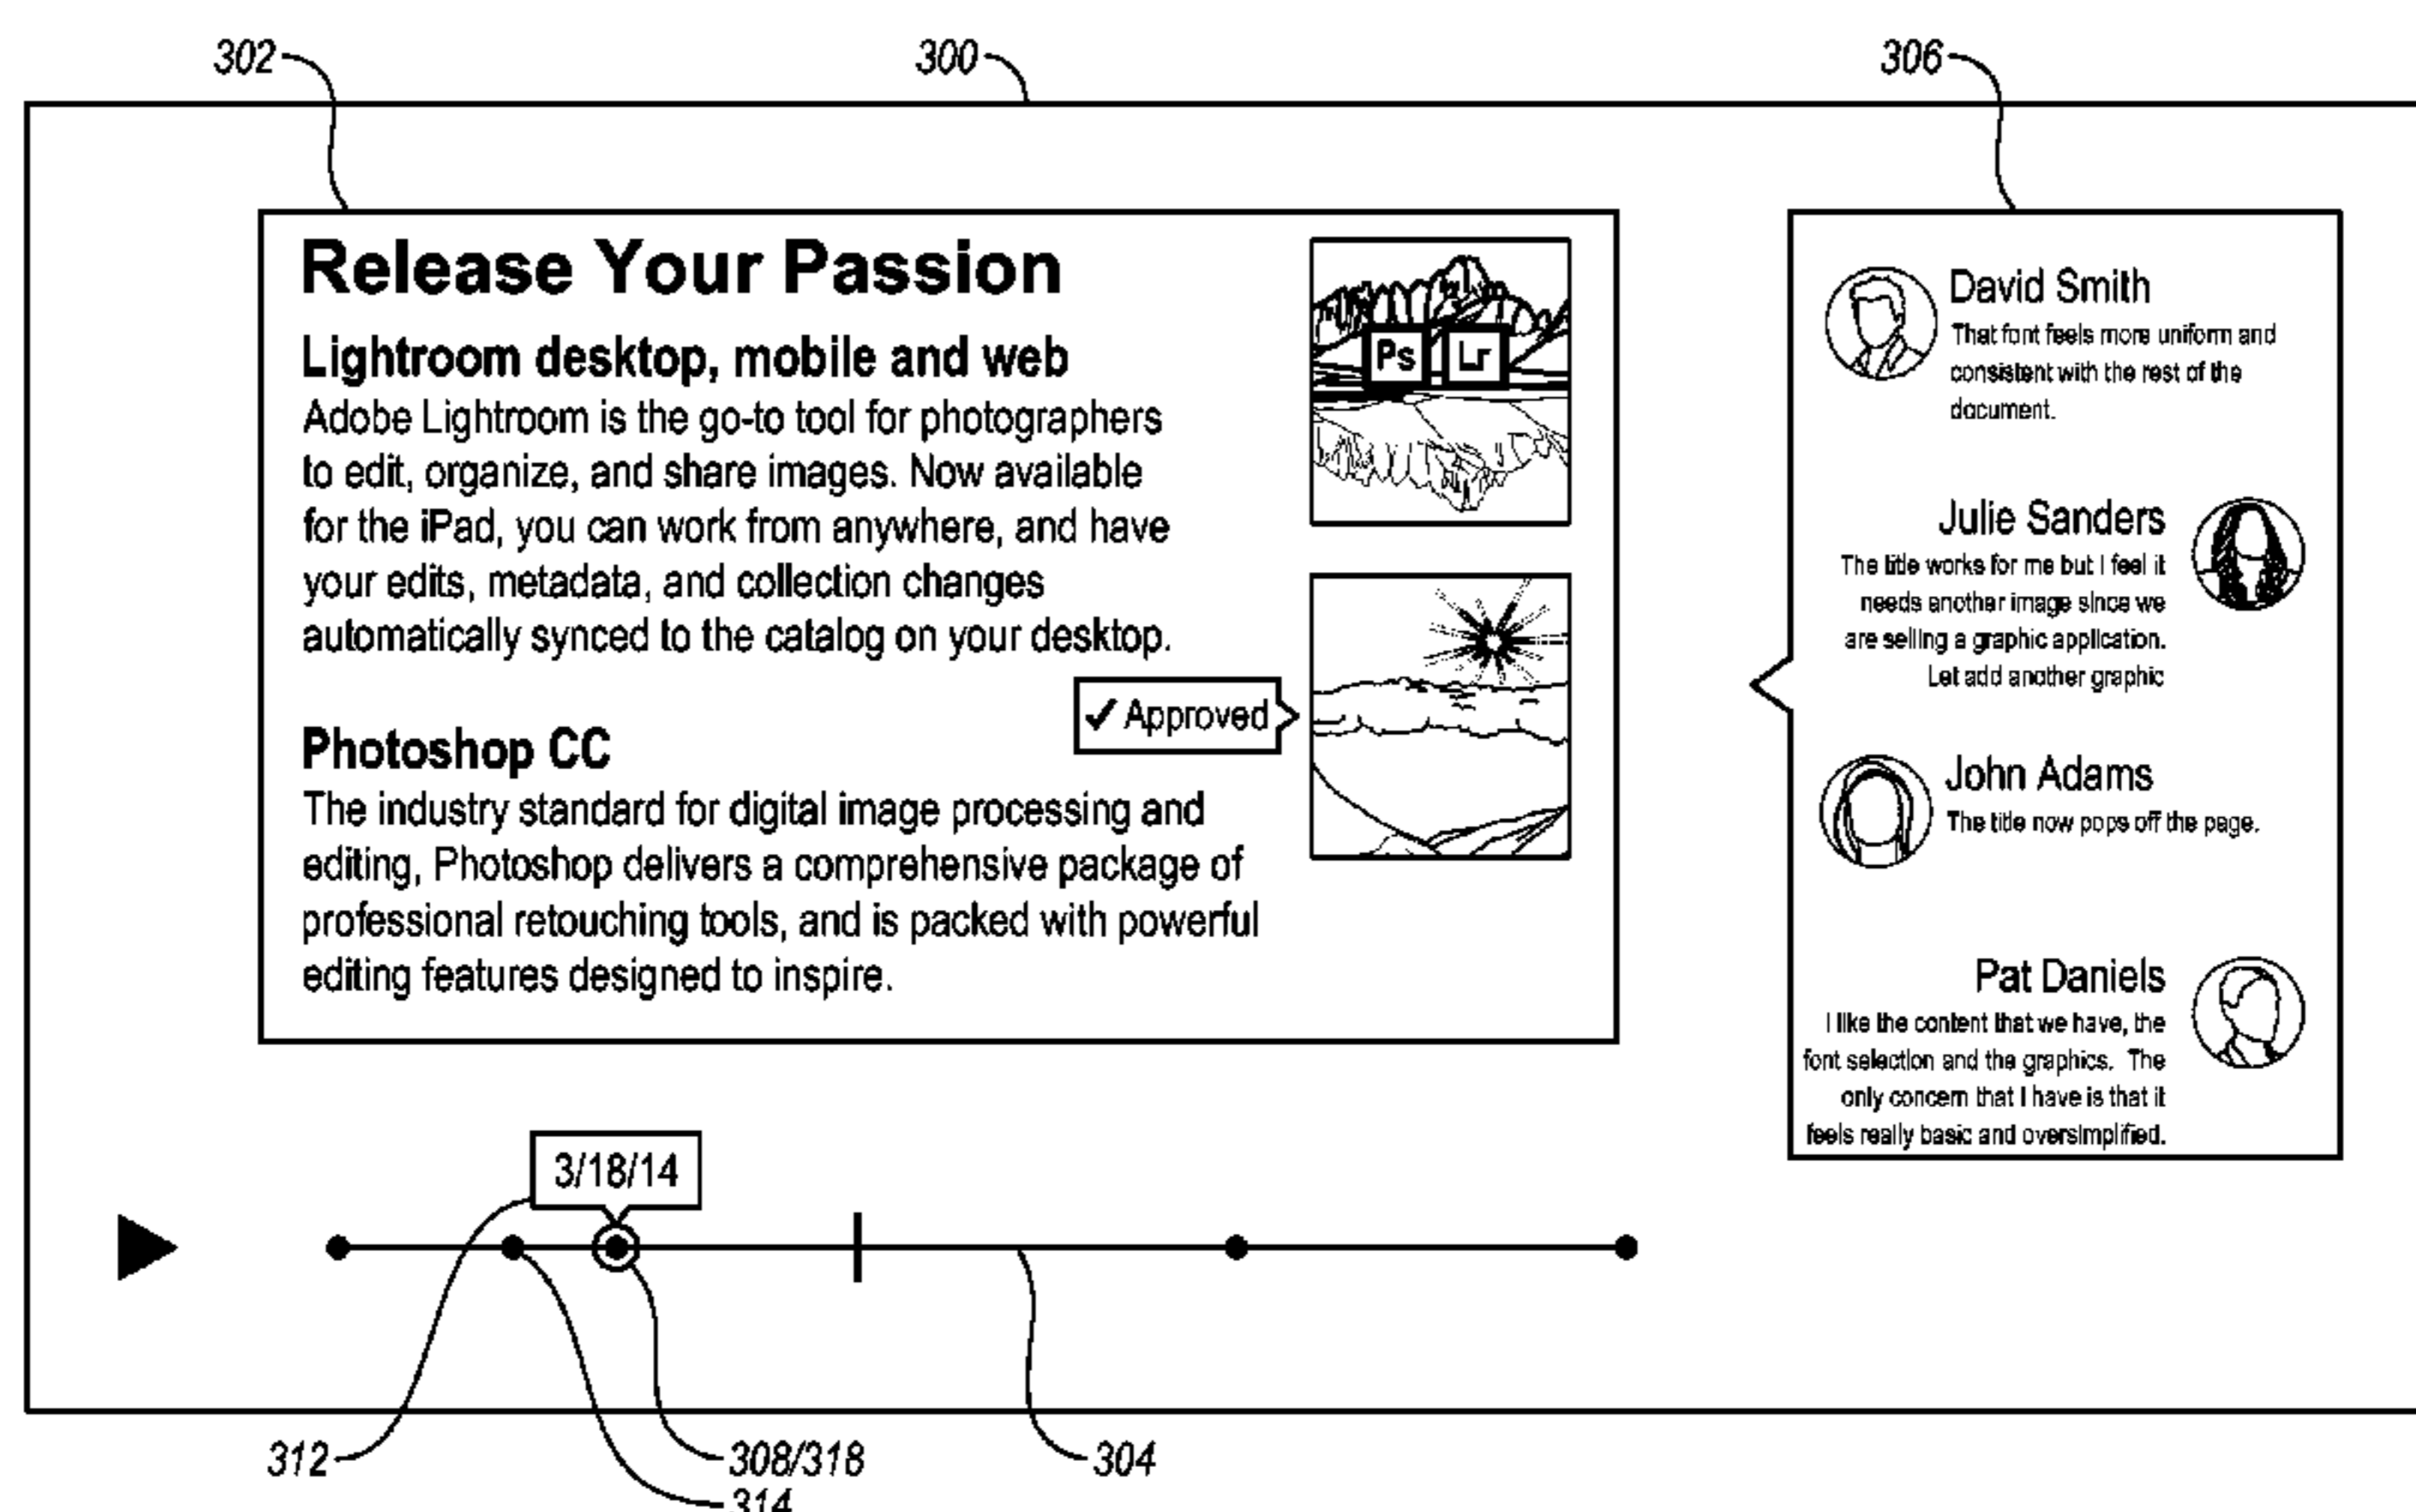 302
300
306
Release Your Passion
Lightroom desktop, mobile and web
Adobe Lightroom is the go-to tool for photographers
to edit, organize, and share images. Now available
for the iPad, you can work from anywhere, and have
your edits, metadata, and collection changes
automatically synced to the catalog on your desktop.
Photoshop CC
The industry standard for digital image processing and
editing, Photoshop delivers a comprehensive package of
professional retouching tools, and is packed with powerful
editing features designed to inspire.
Ps Lr
✓ Approved
David Smith
That font feels more uniform and
consistent with the rest of the
document.
Julie Sanders
The title works for me but I feel it
needs another image since we
are selling a graphic application.
Let add another graphic
John Adams
The title now pops off the page.
Pat Daniels
I like the content that we have, the
font selection and the graphics. The
only concern that I have is that it
feels really basic and oversimplified.
3/18/14
312
308/318
304
314